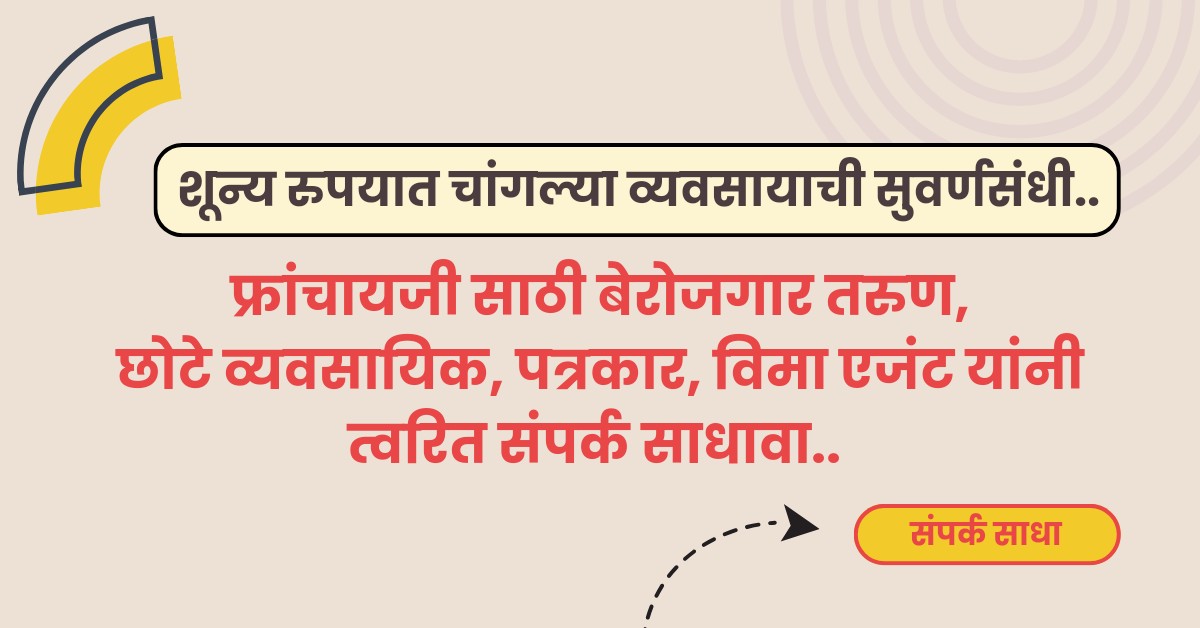 शून्य रुपयात चांगल्या व्यवसायाची सुवर्णसंधी..
फ्रांचायजी साठी बेरोजगार तरुण,
छोटे व्यवसायिक, पत्रकार, विमा एजंट यांनी
त्वरित संपर्क साधावा..
संपर्क साधा